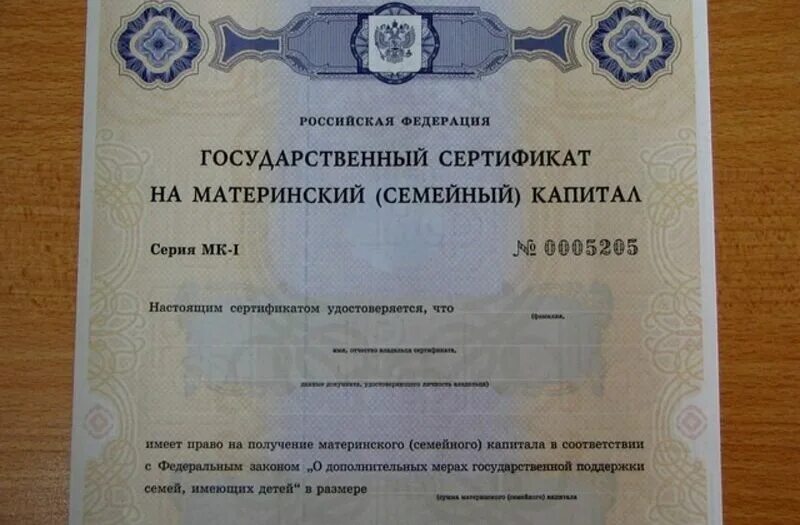 РОССИЙСКАЯ ФЕДЕРАЦИЯ
ГОСУДАРСТВЕННЫЙ СЕРТИФИКАТ
НА МАТЕРИНСКИЙ (СЕМЕЙНЫЙ) КАПИТАЛ
Серия МК-I № 0005205
Настоящим сертификатом удостоверяется, что
(фамилия,
имя, отчество владельца сертификата,
данные документа, удостоверяющего личность владельца)
имеет право на получение материнского (семейного) капитала в соответствии
с Федеральным законом „О дополнительных мерах государственной поддержки
семей, имеющих детей“ в размере
(сумма материнского (семейного) капитала